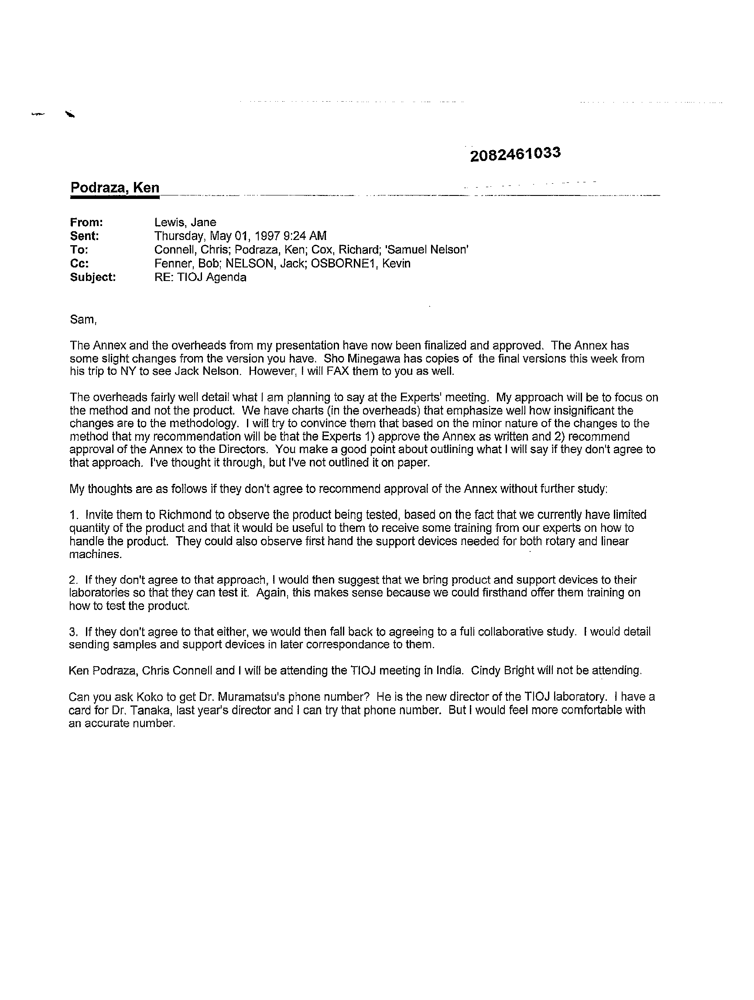 2082461033
Podraza, Ken
From: Lewis, Jane
Sent: Thursday, May 01, 1997 9:24 AM
To: Connell, Chris; Podraza, Ken; Cox, Richard; 'Samuel Nelson'
Cc: Fenner, Bob; NELSON, Jack; OSBORNE1, Kevin
Subject: RE: TIOJ Agenda
Sam,
The Annex and the overheads from my presentation have now been finalized and approved. The Annex has
some slight changes from the version you have. Sho Minegawa has copies of the final versions this week from
his trip to NY to see Jack Nelson. However, I will FAX them to you as well.
The overheads fairly well detail what I am planning to say at the Experts' meeting. My approach will be to focus on
the method and not the product. We have charts (in the overheads) that emphasize well how insignificant the
changes are to the methodology. I will try to convince them that based on the minor nature of the changes to the
method that my recommendation will be that the Experts 1) approve the Annex as written and 2) recommend
approval of the Annex to the Directors. You make a good point about outlining what I will say if they don't agree to
that approach. I've thought it through, but I've not outlined it on paper.
My thoughts are as follows if they don't agree to recommend approval of the Annex without further study:
1. Invite them to Richmond to observe the product being tested, based on the fact that we currently have limited
quantity of the product and that it would be useful to them to receive some training from our experts on how to
handle the product. They could also observe first hand the support devices needed for both rotary and linear
machines.
2. If they don't agree to that approach, I would then suggest that we bring product and support devices to their
laboratories so that they can test it. Again, this makes sense because we could firsthand offer them training on
how to test the product.
3. If they don't agree to that either, we would then fall back to agreeing to a full collaborative study. I would detail
sending samples and support devices in later correspondance to them.
Ken Podraza, Chris Connell and I will be attending the TIOJ meeting in India. Cindy Bright will not be attending.
Can you ask Koko to get Dr. Muramatsu's phone number? He is the new director of the TIOJ laboratory. I have a
card for Dr. Tanaka, last year's director and I can try that phone number. But I would feel more comfortable with
an accurate number.